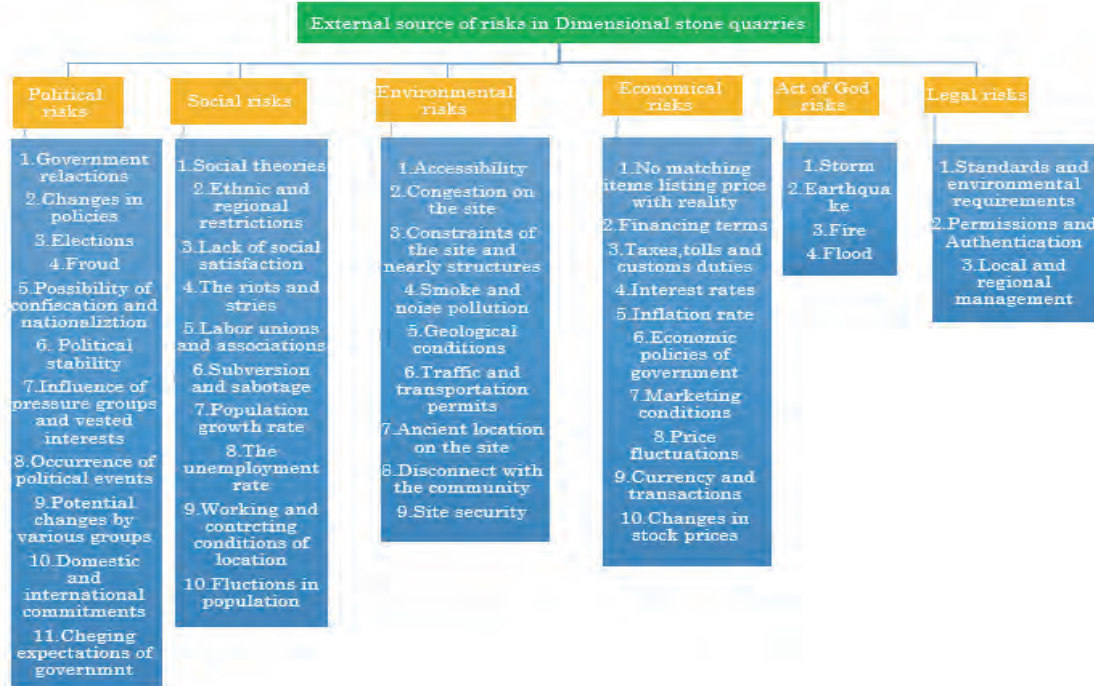 External source of risks in Dimensional stone quarries
Political
risks
1.Government
relactions
2.Changes in
policies
3.Elections
4.Froud
5.Possibility of
confiscation and
nationaliztion
6. Political
stability
7.Influence of
pressure groups
and vested
interests
8.Occurrence of
political events
9.Potential
changes by
various groups
10.Domestic
and
international
commitments
11.Cheging
expectations of
governmnt
Social risks
1.Social theories
2.Ethnic and
regional
restrictions
3.Lack of social
satisfaction
4.The riots and
stries
5.Labor unions
and associations
6.Subversion
and sabotage
7.Population
growth rate
8.The
unemployment
rate
9.Working and
contrcting
conditions of
location
10.Fluctions in
population
Environmental
risks
1.Accessibility
2.Congestion on
the site
3.Constraints of
the site and
nearly structures
4.Smoke and
noise pollution
5.Geological
conditions
6.Traffic and
transportation
permits
7.Ancient location
on the site
8.Disconnect with
the community
9.Site security
Economical
risks
1.No matching
items listing price
with reality
2.Financing terms
3.Taxes,tolls and
customs duties
4.Interest rates
5.Inflation rate
6.Economic
policies of
government
7.Marketing
conditions
8.Price
fluctuations
9.Currency and
transactions
10.Changes in
stock prices
Act of God
risks
1.Storm
2.Earthqua
ke
3.Fire
4.Flood
Legal risks
1.Standards and
environmental
requirements
2.Permissions and
Authentication
3.Local and
regional
management